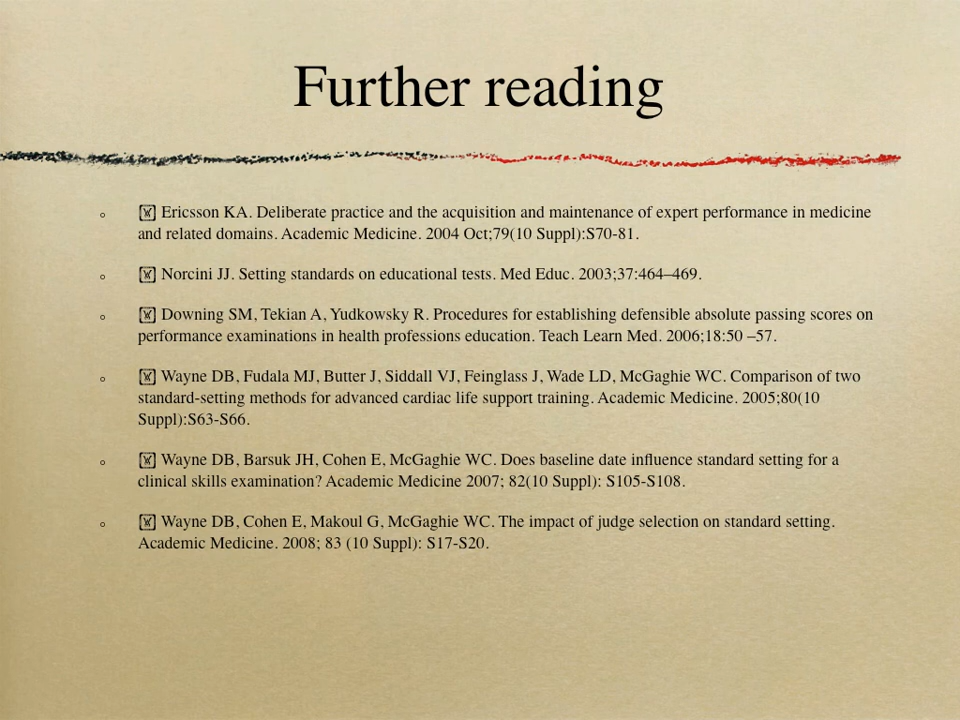 Further reading
Ericsson KA. Deliberate practice and the acquisition and maintenance of expert performance in medicine
and related domains. Academic Medicine. 2004 Oct;79(10 Suppl):S70-81.
Norcini JJ. Setting standards on educational tests. Med Educ. 2003;37:464–469.
Downing SM, Tekian A, Yudkowsky R. Procedures for establishing defensible absolute passing scores on
performance examinations in health professions education. Teach Learn Med. 2006;18:50 –57.
Wayne DB, Fudala MJ, Butter J, Siddall VJ, Feinglass J, Wade LD, McGaghie WC. Comparison of two
standard-setting methods for advanced cardiac life support training. Academic Medicine. 2005;80(10
Suppl):S63-S66.
Wayne DB, Barsuk JH, Cohen E, McGaghie WC. Does baseline date influence standard setting for a
clinical skills examination? Academic Medicine 2007; 82(10 Suppl): S105-S108.
Wayne DB, Cohen E, Makoul G, McGaghie WC. The impact of judge selection on standard setting.
Academic Medicine. 2008; 83 (10 Suppl): S17-S20.